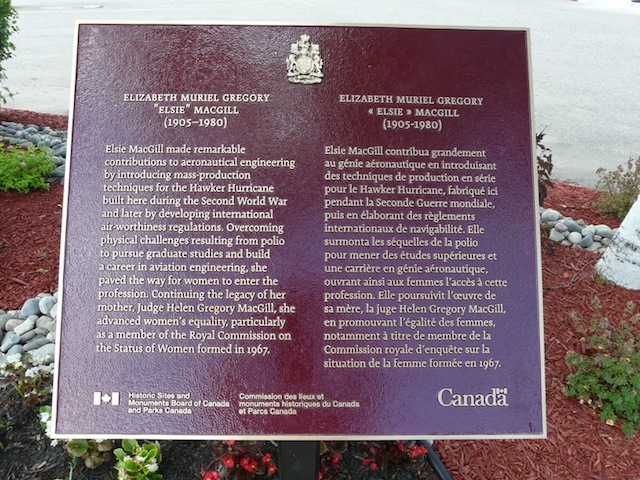 ELIZABETH MURIEL GREGORY
"ELSIE" MACGILL
(1905–1980)
Elsie MacGill made remarkable
contributions to aeronautical engineering
by introducing mass-production
techniques for the Hawker Hurricane
built here during the Second World War
and later by developing international
air-worthiness regulations. Overcoming
physical challenges resulting from polio
to pursue graduate studies and build
a career in aviation engineering, she
paved the way for women to enter the
profession. Continuing the legacy of her
mother, Judge Helen Gregory MacGill, she
advanced women's equality, particularly
as a member of the Royal Commission on
the Status of Women formed in 1967.
ELIZABETH MURIEL GREGORY
« ELSIE » MACGILL
(1905-1980)
Elsie MacGill contribua grandement
au génie aéronautique en introduisant
des techniques de production en série
pour le Hawker Hurricane, fabriqué ici
pendant la Seconde Guerre mondiale,
puis en élaborant des règlements
internationaux de navigabilité. Elle
surmonta les séquelles de la polio
pour mener des études supérieures et
une carrière en génie aéronautique,
ouvrant ainsi aux femmes l'accès à cette
profession. Elle poursuivit l'œuvre de
sa mère, la juge Helen Gregory MacGill,
en promouvant l'égalité des femmes,
notamment à titre de membre de la
Commission royale d'enquête sur la
situation de la femme formée en 1967.
Historic Sites and
Monuments Board of Canada
and Parks Canada
Commission des lieux et
monuments historiques du Canada
et Parcs Canada
Canada